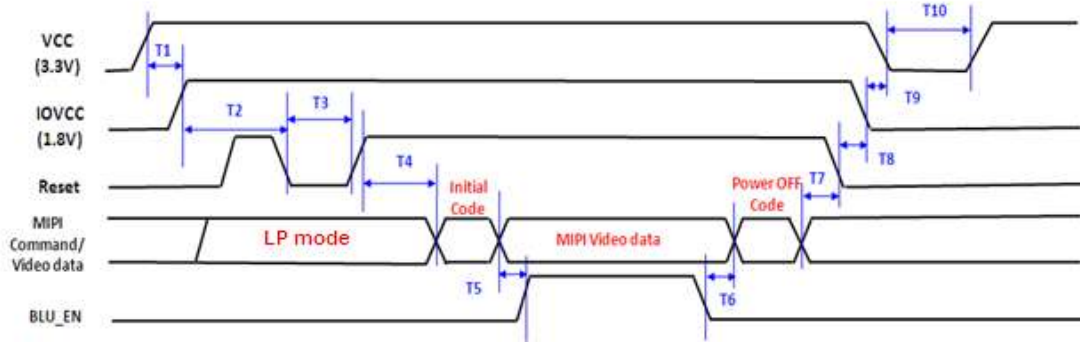 VCC
(3.3V)
T1
T10
IOVCC
(1.8V)
T2
T3
T9
Reset
T4
Initial
Code
Power OFF
Code
T7
T8
MIPI
Command/
Video data
LP mode
MIPI Video data
T5
T6
BLU_EN